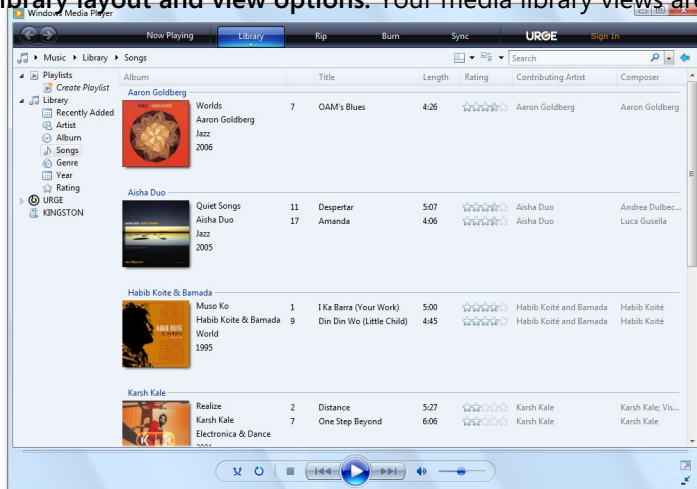 library layout and view options. Your media library views are
Windows Media Player
Now Playing Library Rip Burn Sync URGE Sign In
Music Library Songs Search
Playlists
Create Playlist
Library
Recently Added
Artist
Album
Songs
Genre
Year
Rating
URGE
KINGSTON
Album Title Length Rating Contributing Artist Composer
Aaron Goldberg
Worlds 7 OAM's Blues 4:26 Aaron Goldberg Aaron Goldberg
Aaron Goldberg
Jazz
2006
Aisha Duo
Quiet Songs 11 Despertar 5:07 Aisha Duo Andrea Dulbec...
Aisha Duo 17 Amanda 4:06 Aisha Duo Luca Gusella
Jazz
2005
Habib Koite & Bamada
Muso Ko 1 I Ka Barra (Your Work) 5:00 Habib Koité and Bamada Habib Koité
Habib Koite & Bamada 9 Din Din Wo (Little Child) 4:45 Habib Koité and Bamada Habib Koité
World
1995
Karsh Kale
Realize 2 Distance 5:27 Karsh Kale Karsh Kale; Vis...
Karsh Kale 7 One Step Beyond 6:06 Karsh Kale Karsh Kale
Electronica & Dance
2001